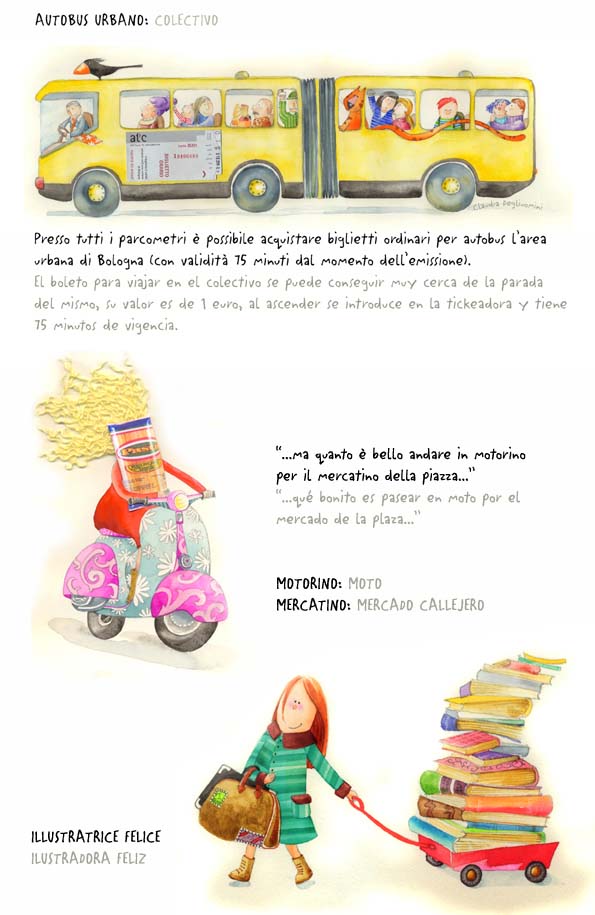 AUTOBUS URBANO: COLECTIVO
Claudia Degliuomini
Presso tutti i parcometri è possibile acquistare biglietti ordinari per autobus l'area
urbana di Bologna (con validità 75 minuti dal momento dell'emissione).
El boleto para viajar en el colectivo se puede conseguir muy cerca de la parada
del mismo, su valor es de 1 euro, al ascender se introduce en la tickeadora y tiene
75 minutos de vigencia.
"...ma quanto è bello andare in motorino
per il mercatino della piazza..."
"...qué bonito es pasear en moto por el
mercado de la plaza..."
MOTORINO: MOTO
MERCATINO: MERCADO CALLEJERO
ILLUSTRATRICE FELICE
ILUSTRADORA FELIZ